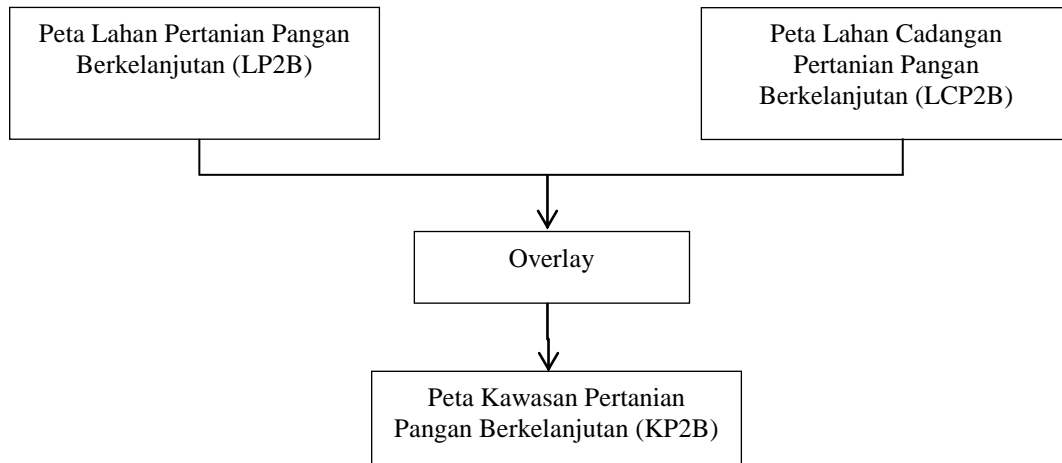 Peta Lahan Pertanian Pangan
Berkelanjutan (LP2B)
Peta Lahan Cadangan
Pertanian Pangan
Berkelanjutan (LCP2B)
Overlay
Peta Kawasan Pertanian
Pangan Berkelanjutan (KP2B)